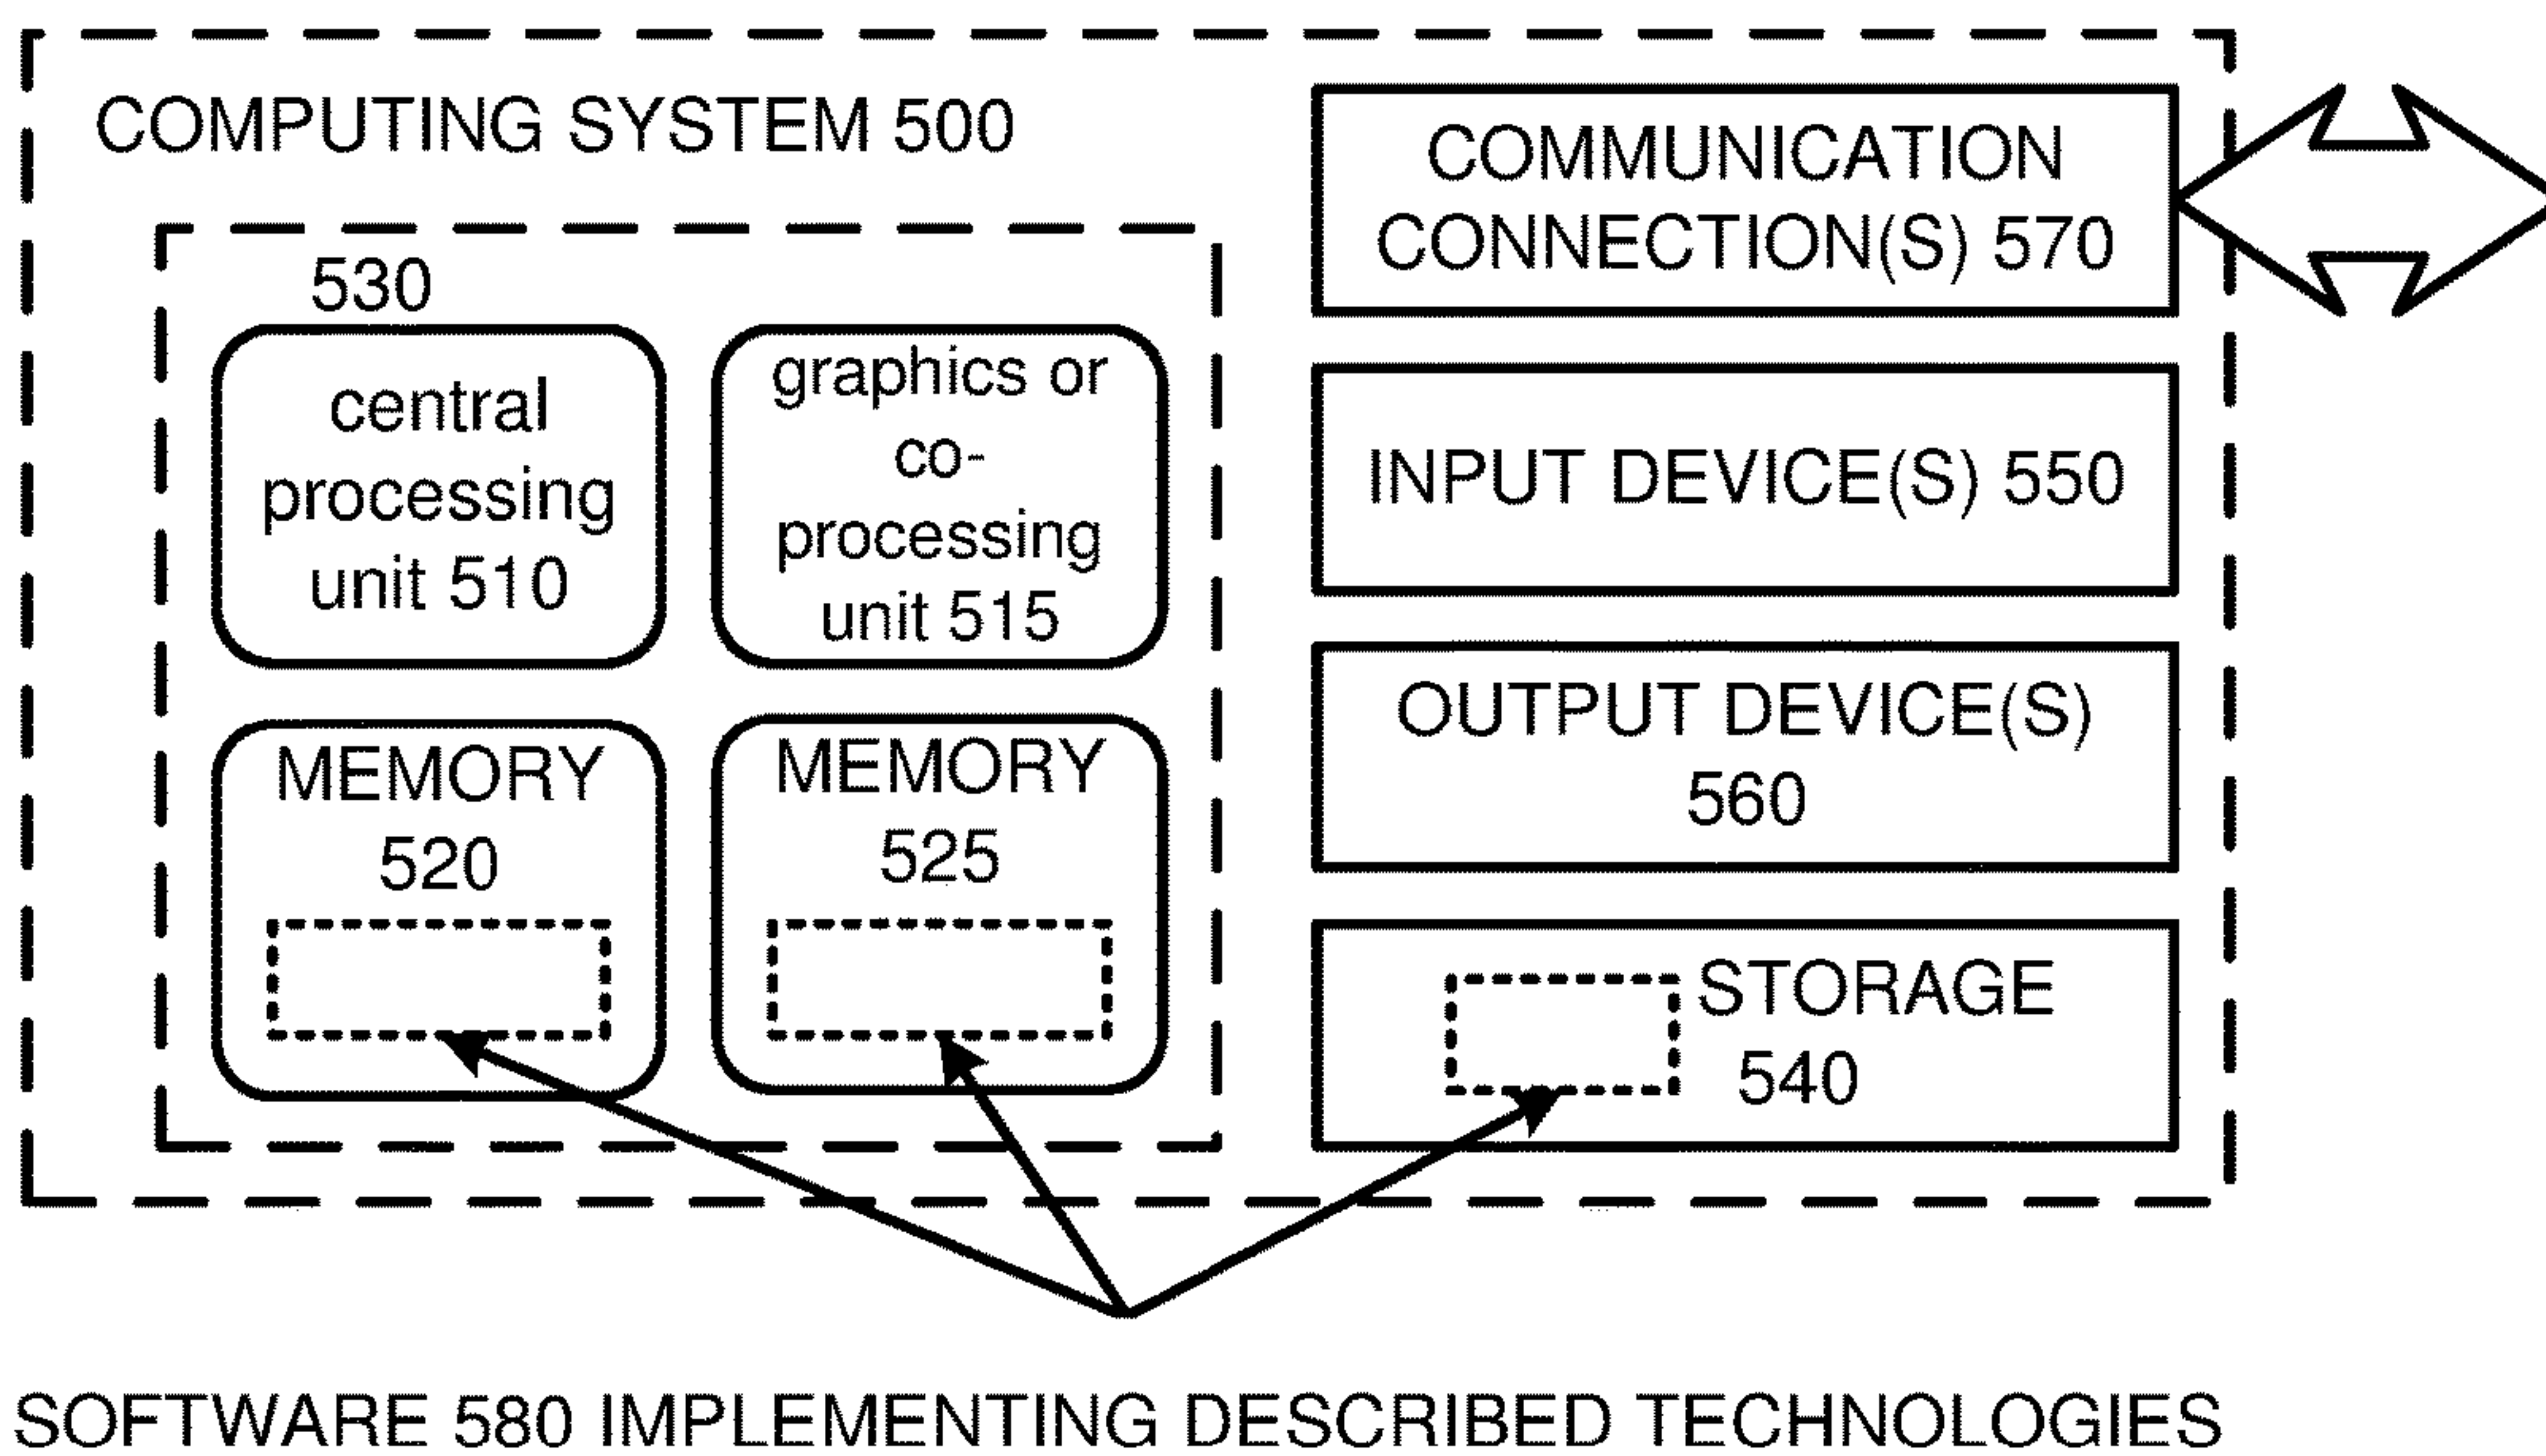 COMPUTING SYSTEM 500
530
central
processing
unit 510
graphics or
co-
processing
unit 515
MEMORY
520
MEMORY
525
COMMUNICATION
CONNECTION(S) 570
INPUT DEVICE(S) 550
OUTPUT DEVICE(S)
560
STORAGE
540
SOFTWARE 580 IMPLEMENTING DESCRIBED TECHNOLOGIES